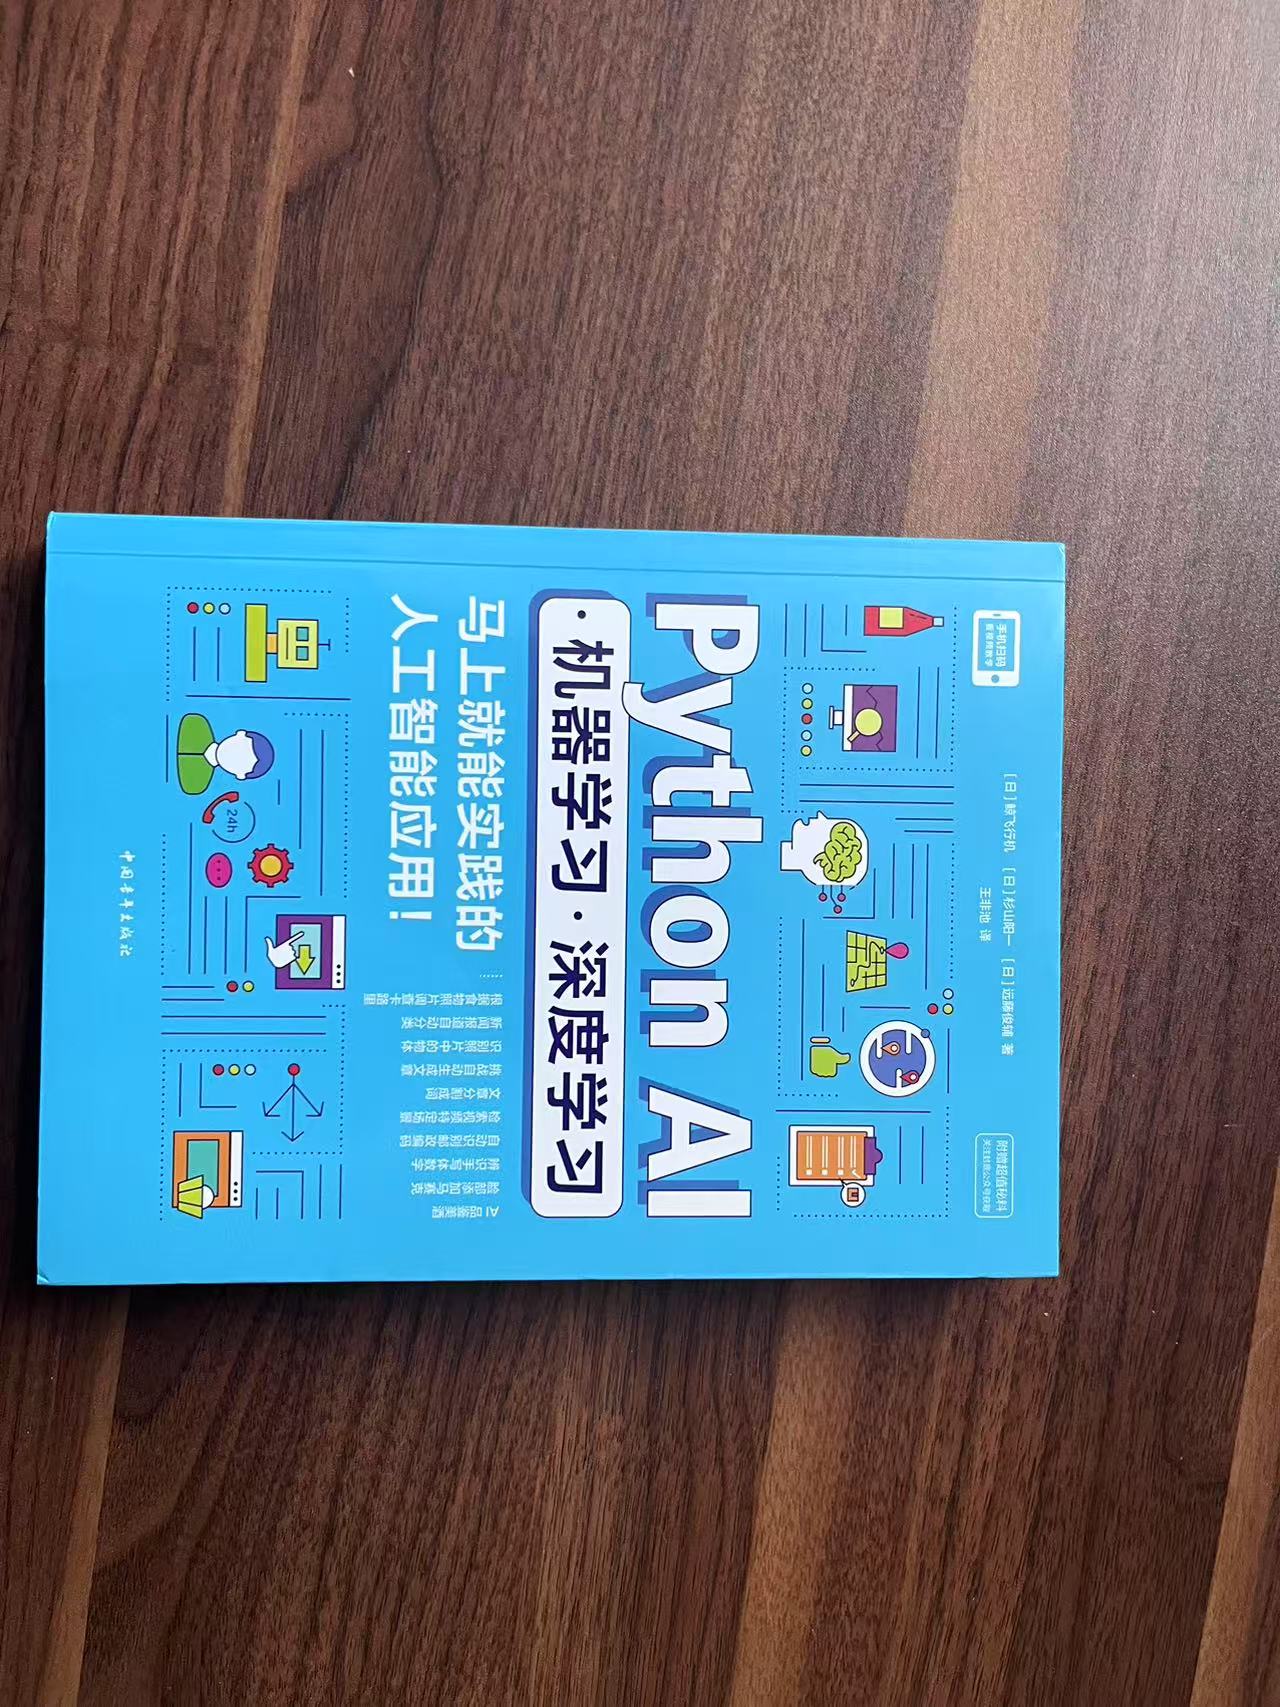 手机扫码
看视频教学
[日]鲸飞行机 [日]杉山阳一 [日]远藤俊辅 著
王非池 译
附赠超值秘料
关注封底公众号获取
Python AI
·机器学习·深度学习
马上就能实践的
人工智能应用!
AI 品鉴美酒
脸部添加马赛克
辨识手写体数字
自动识别邮政编码
检索视频特定场景
文章分割成词
挑战自动生成文章
识别照片中的物体
新闻报道自动分类
根据食物照片调查卡路里
……
24h
中国青年出版社